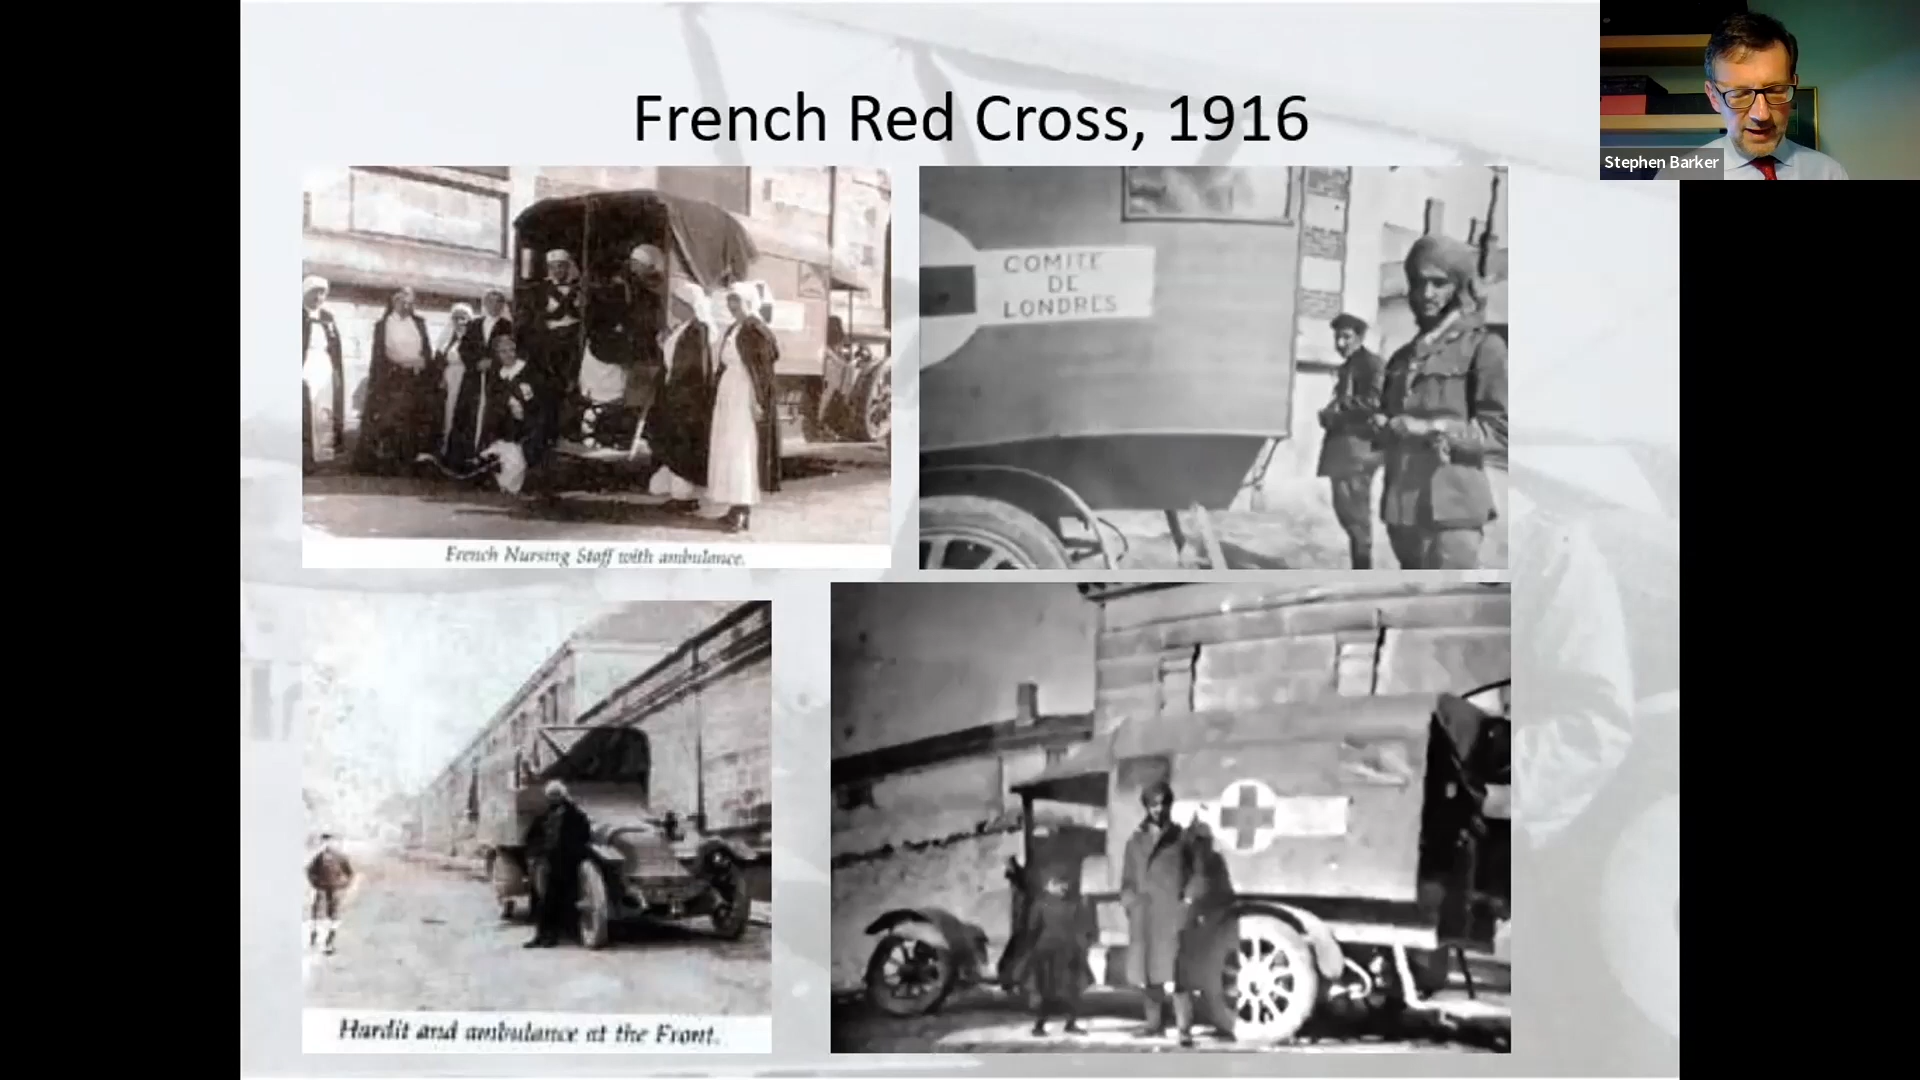 French Red Cross, 1916
Stephen Barker
COMITE
DE
LONDRES
French Nursing Staff with ambulance.
Hardit and ambulance at the Front.